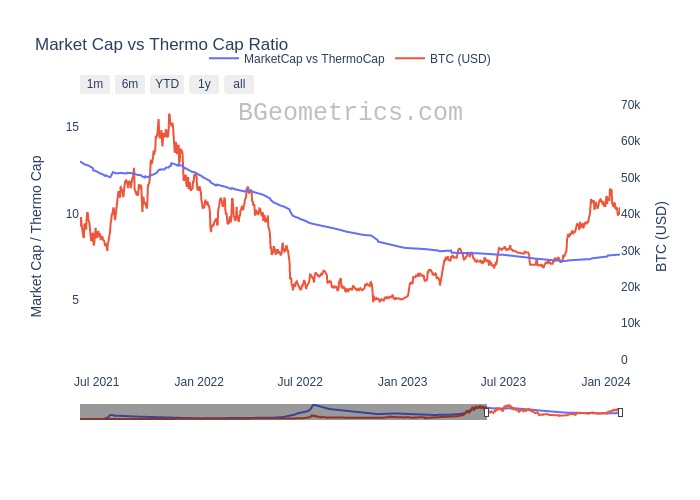 Market Cap vs Thermo Cap Ratio
MarketCap vs ThermoCap
BTC (USD)
1m
6m
YTD
1y
all
BGeometrics.com
15
10
5
Market Cap / Thermo Cap
70k
60k
50k
40k
30k
20k
10k
0
BTC (USD)
Jul 2021
Jan 2022
Jul 2022
Jan 2023
Jul 2023
Jan 2024